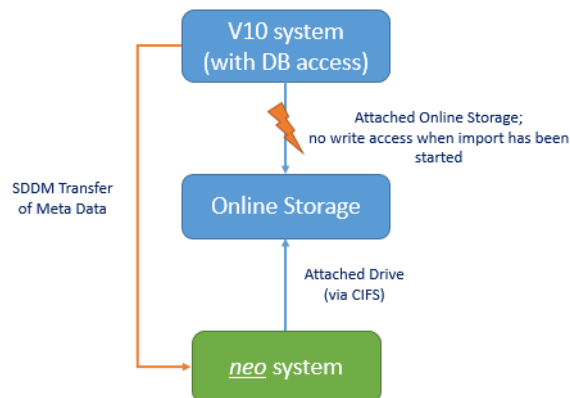 V10 system
(with DB access)
Attached Online Storage;
no write access when import has been
started
SDDM Transfer
of Meta Data
Online Storage
Attached Drive
(via CIFS)
neo system